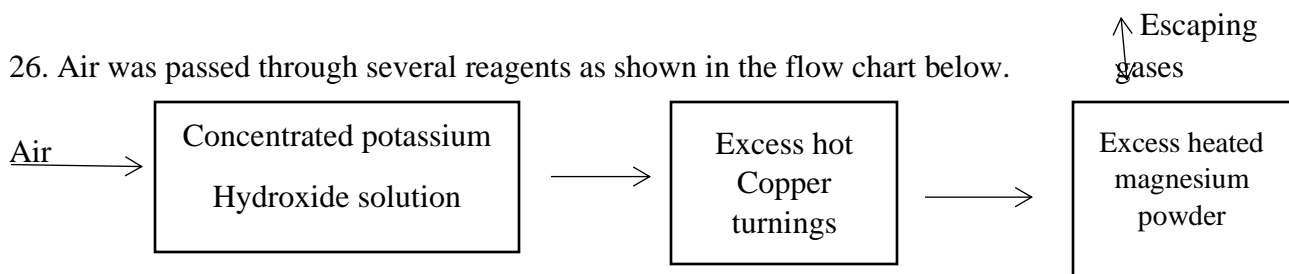 Escaping
26. Air was passed through several reagents as shown in the flow chart below.
gases
Air
Concentrated potassium
Hydroxide solution
Excess hot
Copper
turnings
Excess heated
magnesium
powder